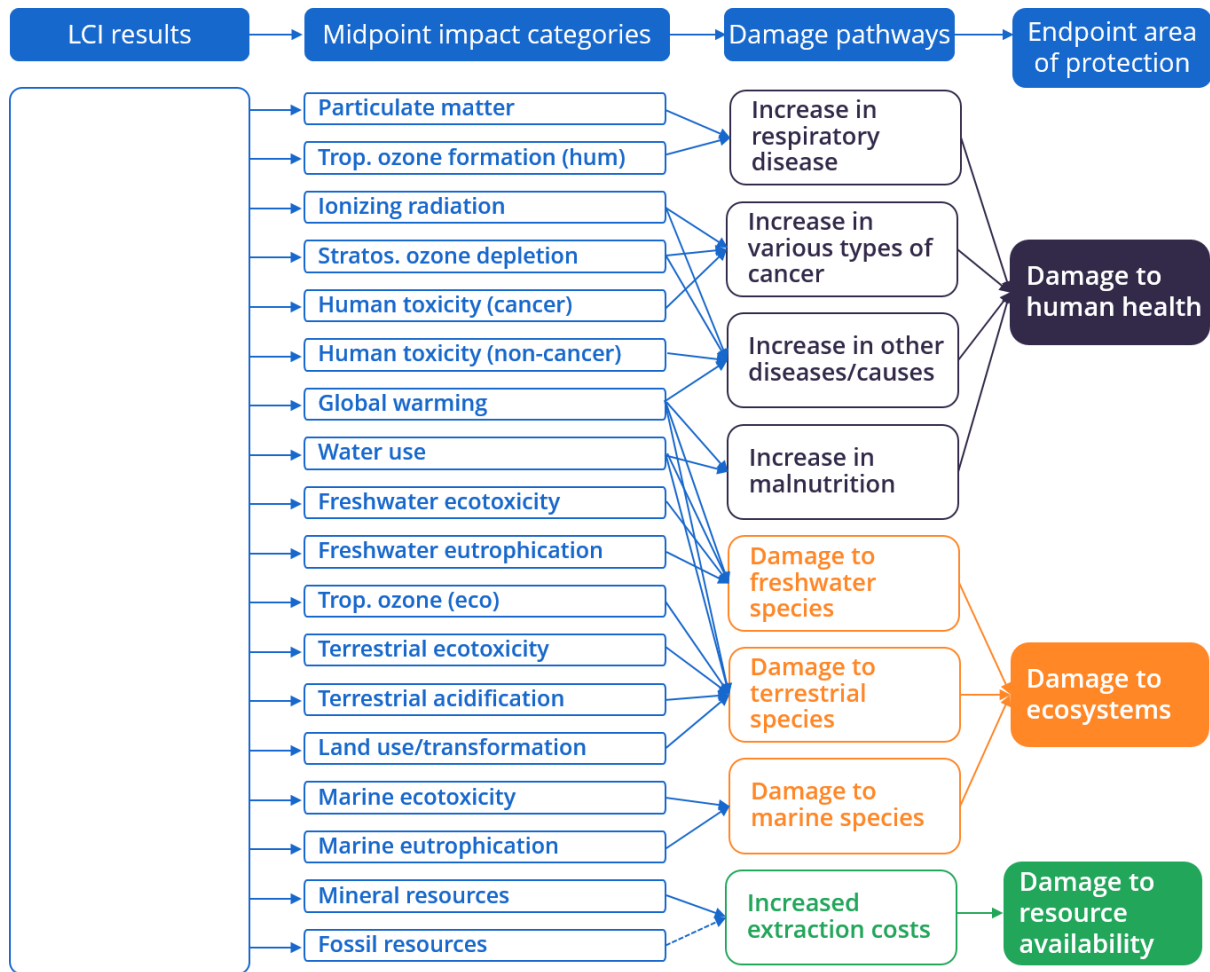 LCI results
Midpoint impact categories
Damage pathways
Endpoint area
of protection
Particulate matter
Trop. ozone formation (hum)
Ionizing radiation
Stratos. ozone depletion
Human toxicity (cancer)
Human toxicity (non-cancer)
Global warming
Water use
Freshwater ecotoxicity
Freshwater eutrophication
Trop. ozone (eco)
Terrestrial ecotoxicity
Terrestrial acidification
Land use/transformation
Marine ecotoxicity
Marine eutrophication
Mineral resources
Fossil resources
Increase in
respiratory
disease
Increase in
various types of
cancer
Increase in other
diseases/causes
Increase in
malnutrition
Damage to
freshwater
species
Damage to
terrestrial
species
Damage to
marine species
Increased
extraction costs
Damage to
human health
Damage to
ecosystems
Damage to
resource
availability